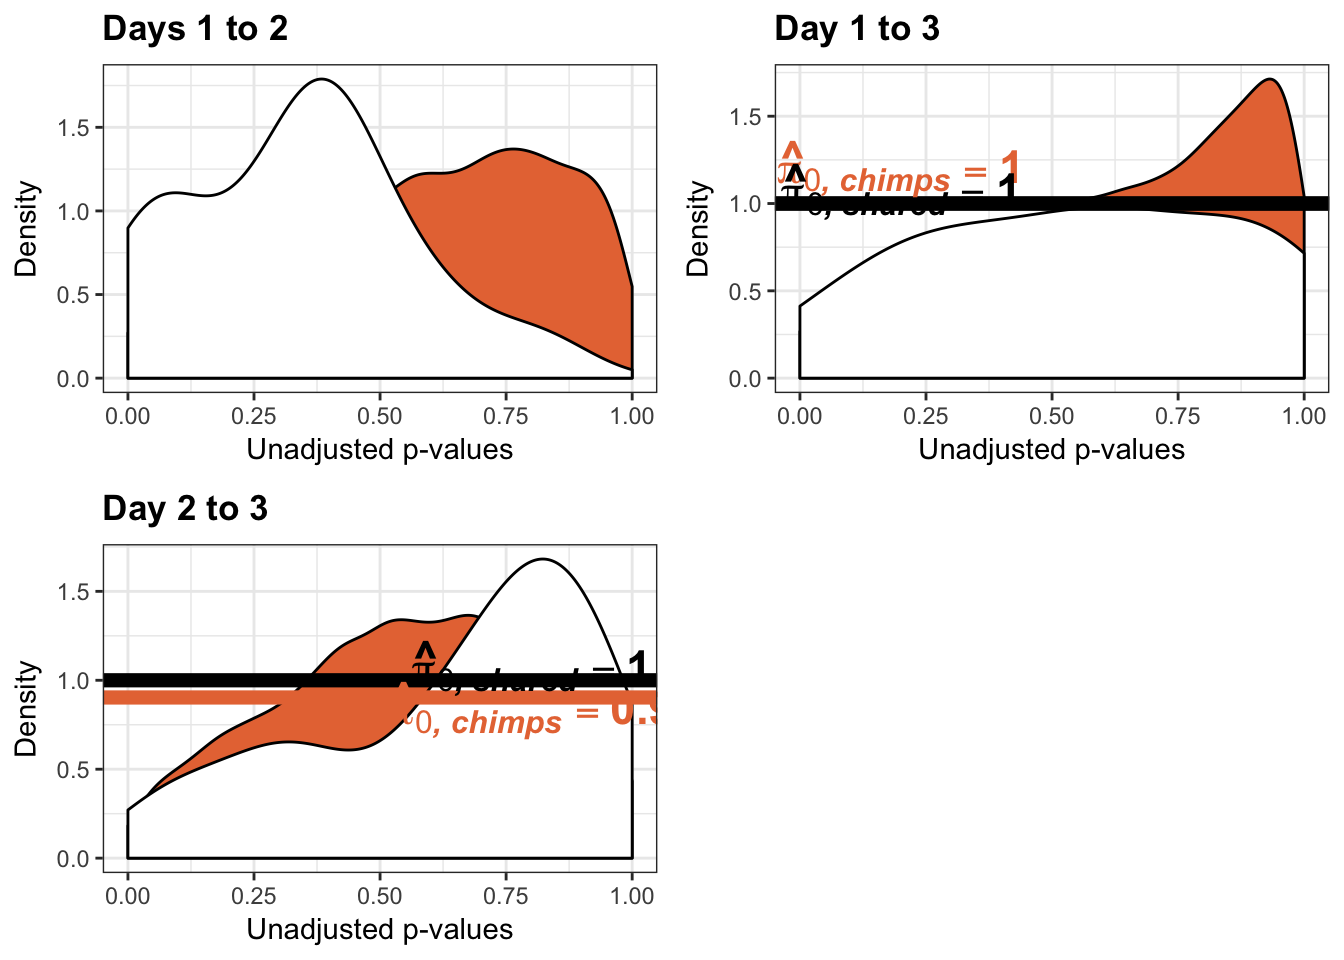 Days 1 to 2
Density
1.5
1.0
0.5
0.0
0.00 0.25 0.50 0.75 1.00
Unadjusted p-values
Day 1 to 3
Density
1.5
1.0
0.5
0.0
π̂0, chimps = 1
π̂0, shared = 1
0.00 0.25 0.50 0.75 1.00
Unadjusted p-values
Day 2 to 3
Density
1.5
1.0
0.5
0.0
π̂0, shared = 1
0, chimps = 0.9
0.00 0.25 0.50 0.75 1.00
Unadjusted p-values